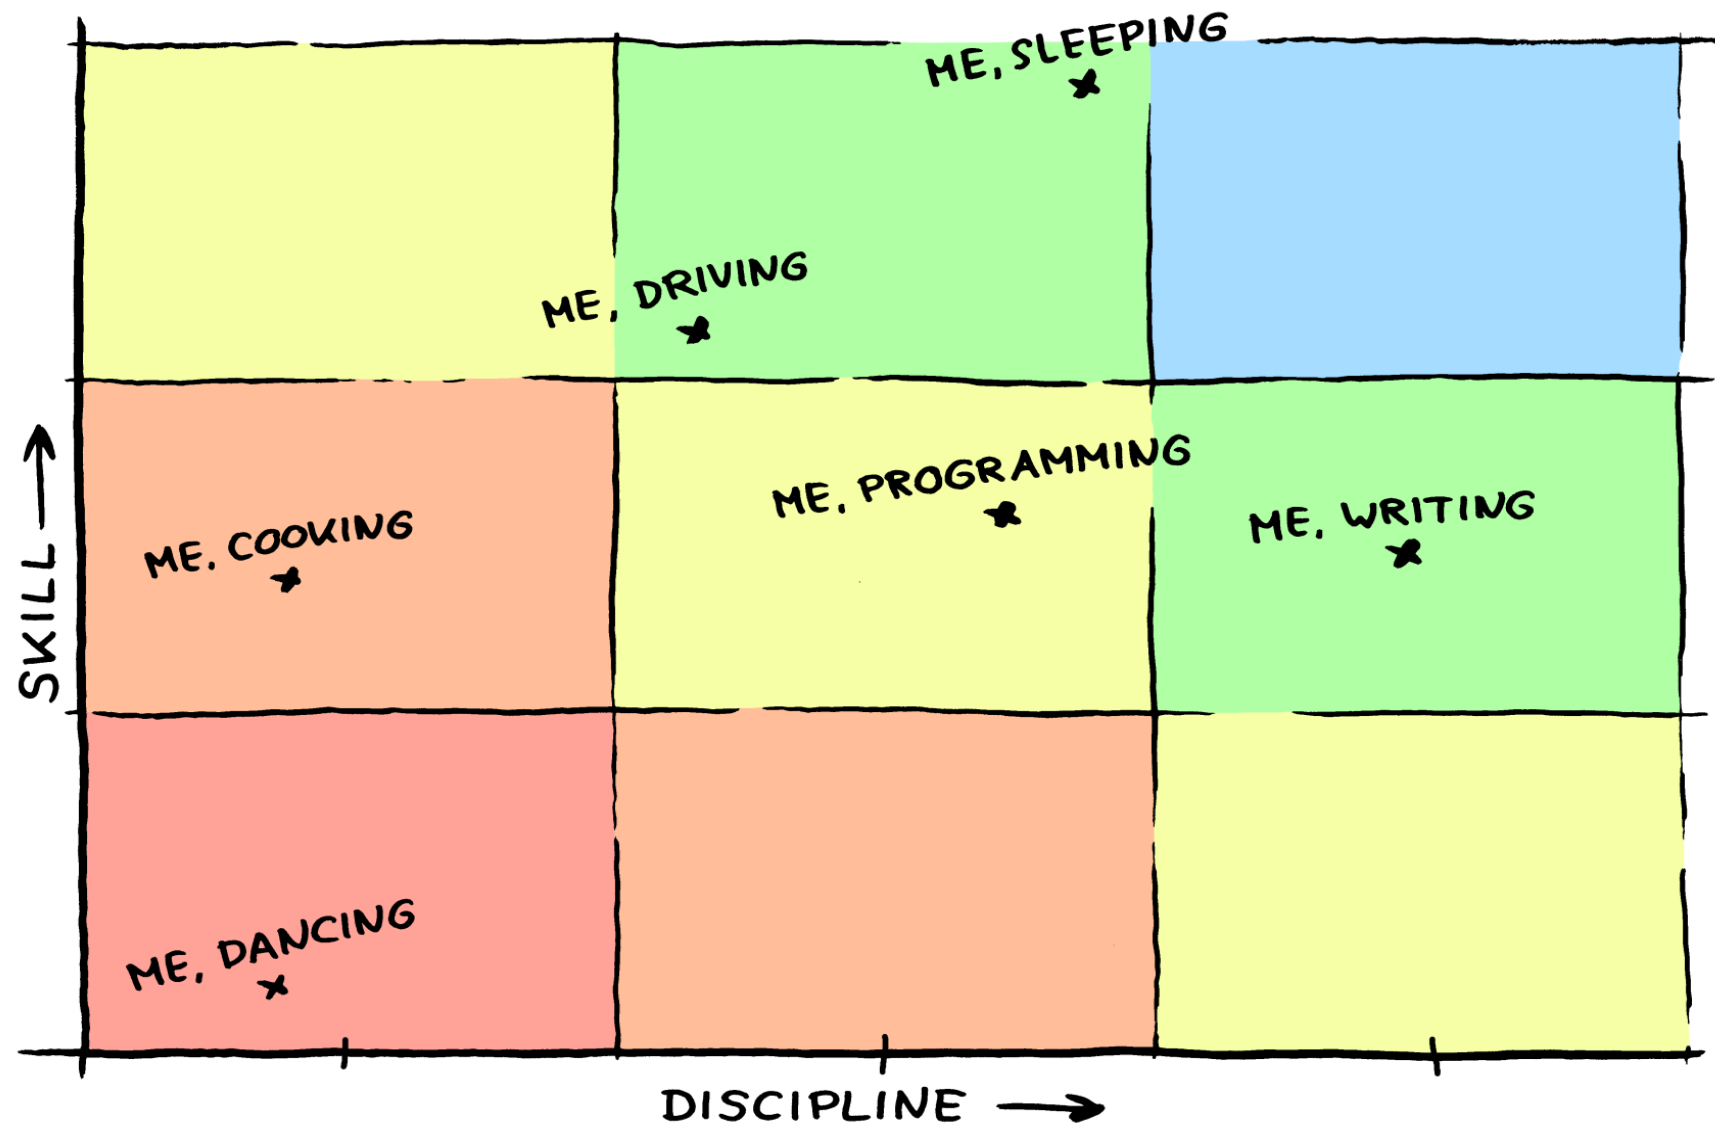 ME, SLEEPING
ME, DRIVING
ME, PROGRAMMING
ME, WRITING
ME, COOKING
ME, DANCING
SKILL →
DISCIPLINE →